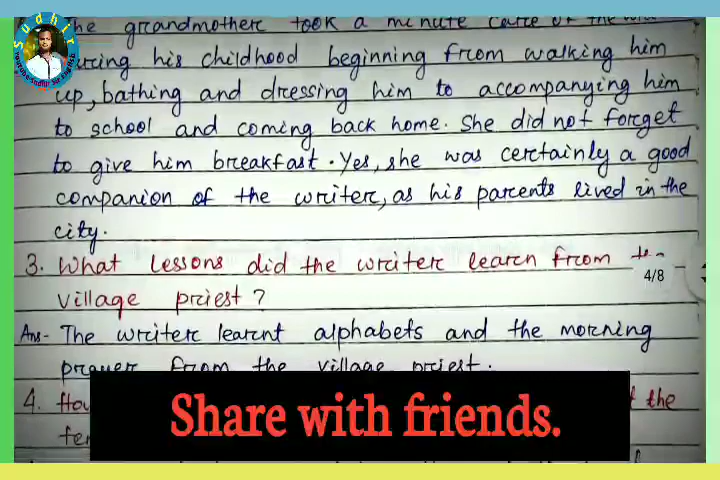 Sudhir
The grandmother took a minute care of the
during his childhood beginning from walking him
up, bathing and dressing him to accompanying him
to school and coming back home. She did not forget
to give him breakfast. Yes, she was certainly a good
companion of the writer, as his parents lived in the
city.
3. What lessons did the writer learn from
4/8
village priest?
Ans- The writer learnt alphabets and the morning
prayer from the village priest.
4. the
Share with friends.